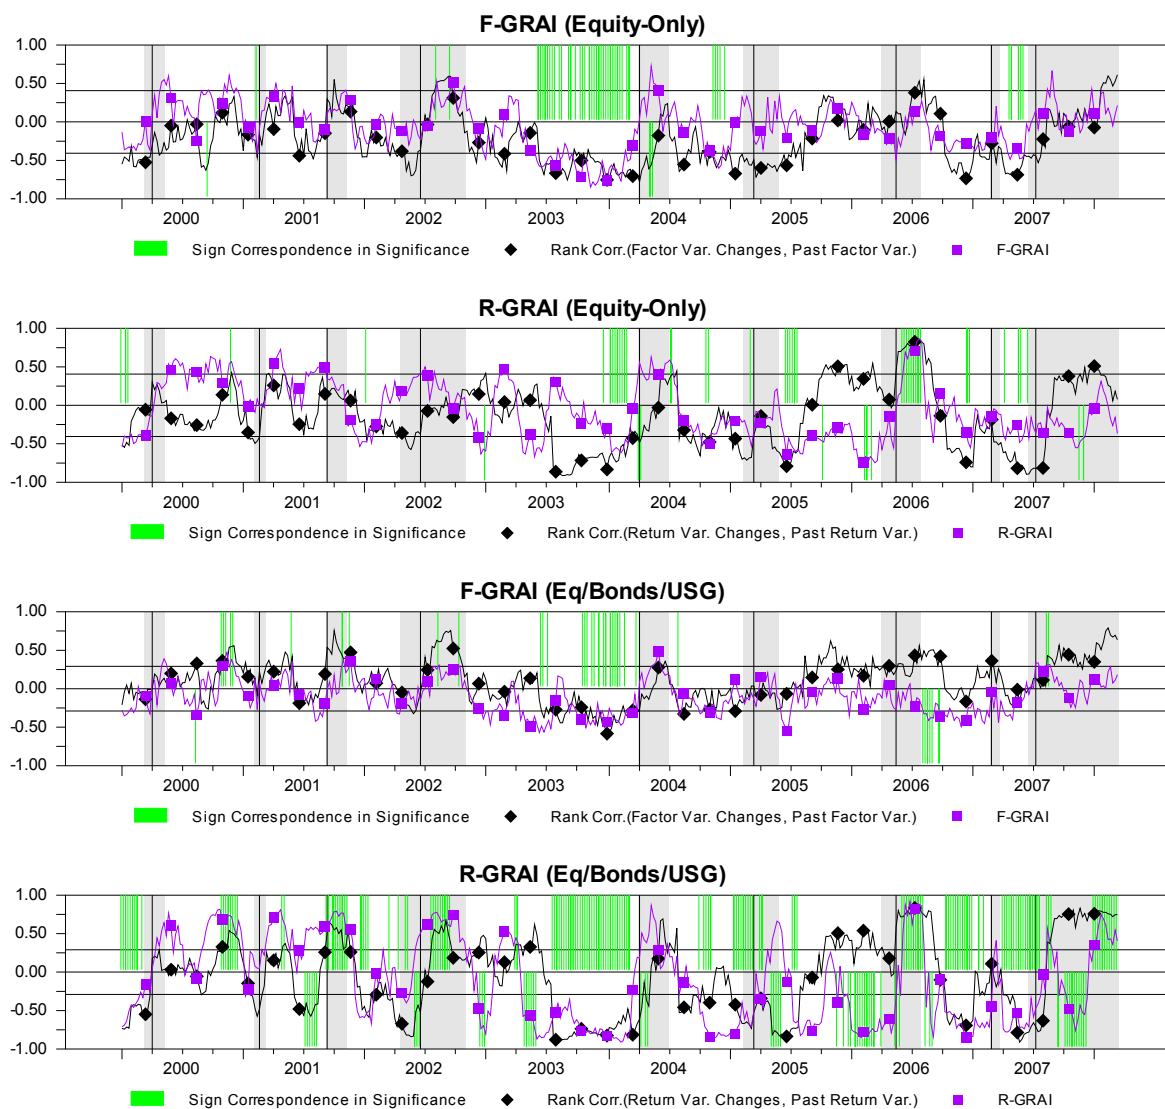 F-GRAI (Equity-Only)
1.00
0.50
0.00
-0.50
-1.00
2000 2001 2002 2003 2004 2005 2006 2007
Sign Correspondence in Significance Rank Corr.(Factor Var. Changes, Past Factor Var.) F-GRAI
R-GRAI (Equity-Only)
1.00
0.50
0.00
-0.50
-1.00
2000 2001 2002 2003 2004 2005 2006 2007
Sign Correspondence in Significance Rank Corr.(Return Var. Changes, Past Return Var.) R-GRAI
F-GRAI (Eq/Bonds/USG)
1.00
0.50
0.00
-0.50
-1.00
2000 2001 2002 2003 2004 2005 2006 2007
Sign Correspondence in Significance Rank Corr.(Factor Var. Changes, Past Factor Var.) F-GRAI
R-GRAI (Eq/Bonds/USG)
1.00
0.50
0.00
-0.50
-1.00
2000 2001 2002 2003 2004 2005 2006 2007
Sign Correspondence in Significance Rank Corr.(Return Var. Changes, Past Return Var.) R-GRAI